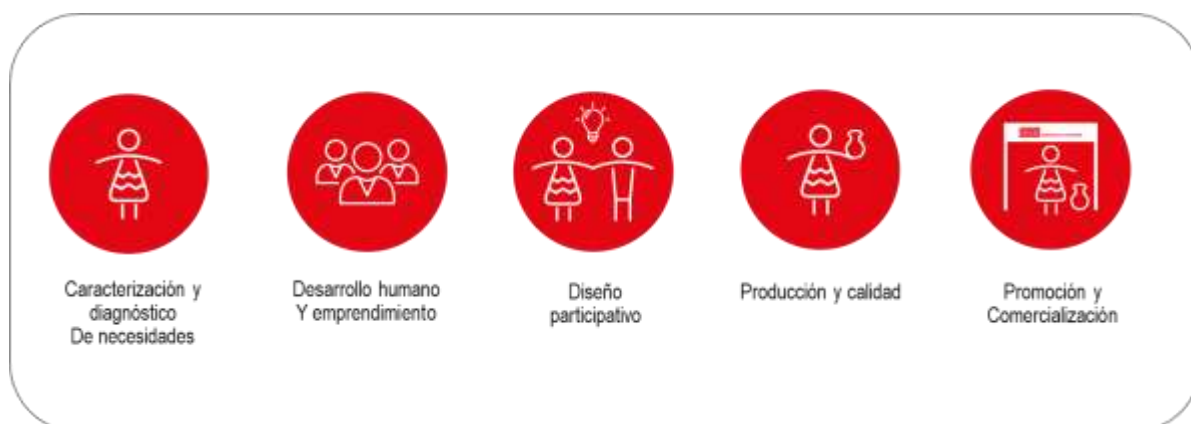 Caracterización y
diagnóstico
De necesidades
Desarrollo humano
Y emprendimiento
Diseño
participativo
Producción y calidad
Promoción y
Comercialización